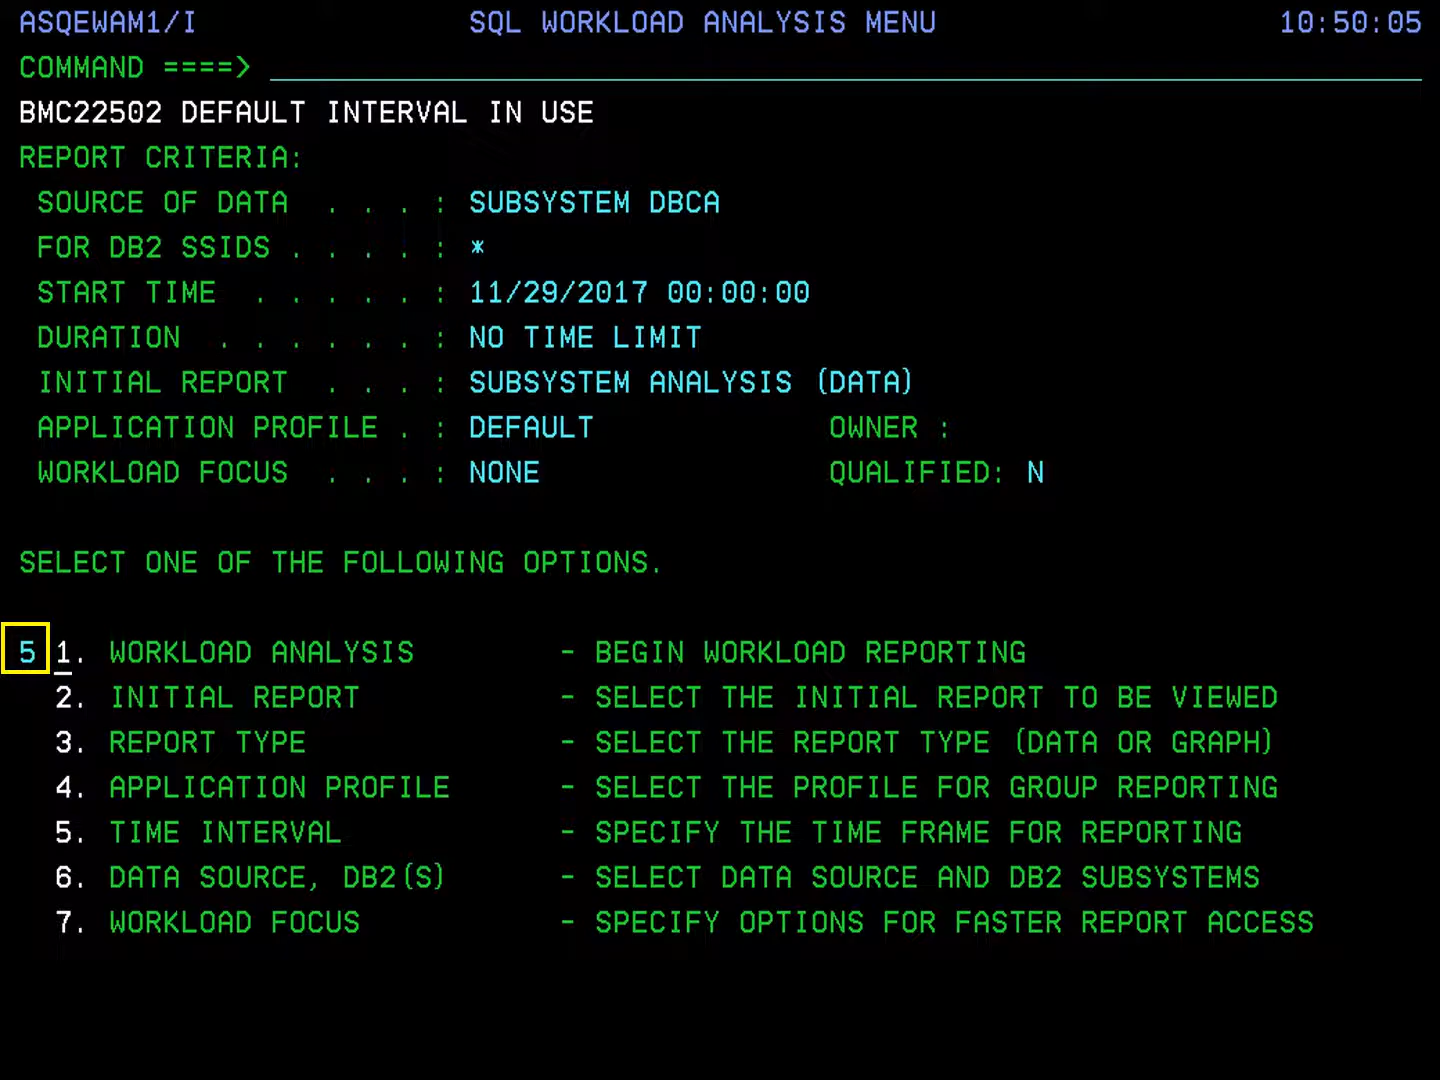 ASQEWAM1/I SQL WORKLOAD ANALYSIS MENU 10:50:05
COMMAND ====>
BMC22502 DEFAULT INTERVAL IN USE
REPORT CRITERIA:
SOURCE OF DATA . . . : SUBSYSTEM DBCA
FOR DB2 SSIDS . . . . : *
START TIME . . . . . : 11/29/2017 00:00:00
DURATION . . . . . . : NO TIME LIMIT
INITIAL REPORT . . . : SUBSYSTEM ANALYSIS (DATA)
APPLICATION PROFILE . : DEFAULT OWNER :
WORKLOAD FOCUS . . . : NONE QUALIFIED: N
SELECT ONE OF THE FOLLOWING OPTIONS.
5 1. WORKLOAD ANALYSIS - BEGIN WORKLOAD REPORTING
2. INITIAL REPORT - SELECT THE INITIAL REPORT TO BE VIEWED
3. REPORT TYPE - SELECT THE REPORT TYPE (DATA OR GRAPH)
4. APPLICATION PROFILE - SELECT THE PROFILE FOR GROUP REPORTING
5. TIME INTERVAL - SPECIFY THE TIME FRAME FOR REPORTING
6. DATA SOURCE, DB2(S) - SELECT DATA SOURCE AND DB2 SUBSYSTEMS
7. WORKLOAD FOCUS - SPECIFY OPTIONS FOR FASTER REPORT ACCESS